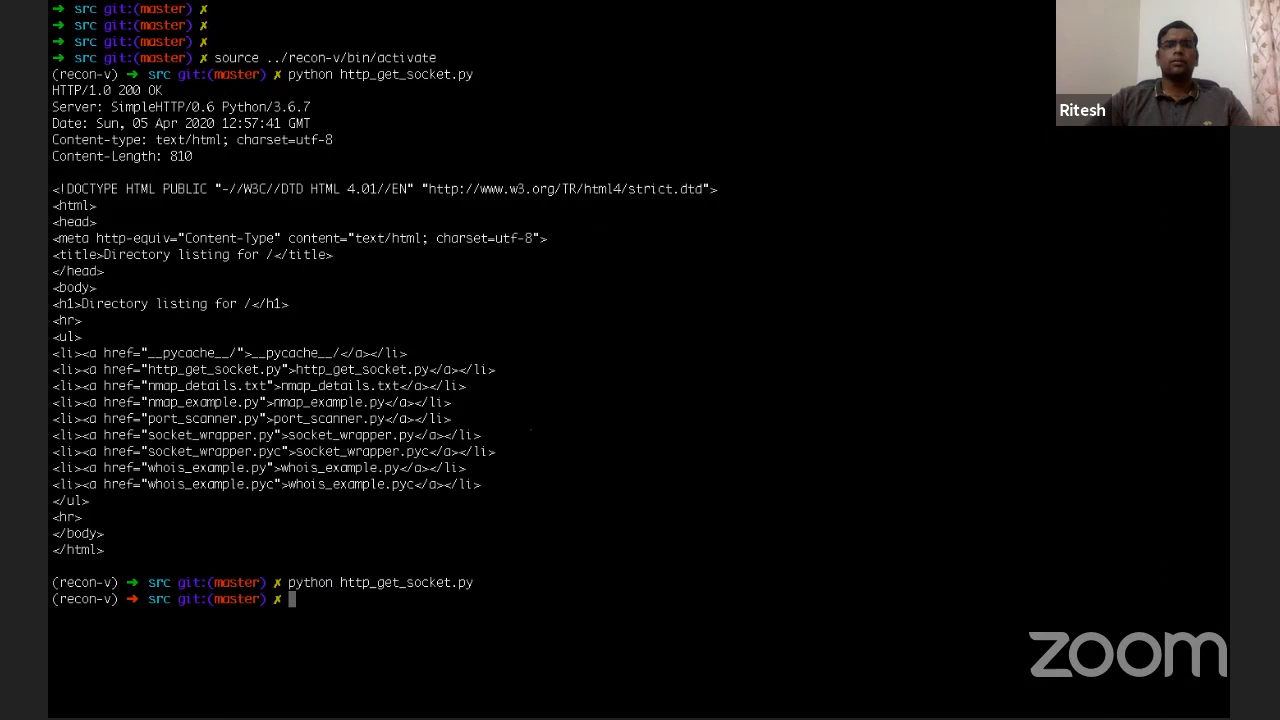 ➜ src git:(master) ✗
➜ src git:(master) ✗
➜ src git:(master) ✗
➜ src git:(master) ✗ source ../recon-v/bin/activate
(recon-v) ➜ src git:(master) ✗ python http_get_socket.py
HTTP/1.0 200 OK
Server: SimpleHTTP/0.6 Python/3.6.7
Date: Sun, 05 Apr 2020 12:57:41 GMT
Content-type: text/html; charset=utf-8
Content-Length: 810
<!DOCTYPE HTML PUBLIC "-//W3C//DTD HTML 4.01//EN" "http://www.w3.org/TR/html4/strict.dtd">
<html>
<head>
<meta http-equiv="Content-Type" content="text/html; charset=utf-8">
<title>Directory listing for /</title>
</head>
<body>
<h1>Directory listing for /</h1>
<hr>
<ul>
<li><a href="__pycache__/">__pycache__/</a></li>
<li><a href="http_get_socket.py">http_get_socket.py</a></li>
<li><a href="nmap_details.txt">nmap_details.txt</a></li>
<li><a href="nmap_example.py">nmap_example.py</a></li>
<li><a href="port_scanner.py">port_scanner.py</a></li>
<li><a href="socket_wrapper.py">socket_wrapper.py</a></li>
<li><a href="socket_wrapper.pyc">socket_wrapper.pyc</a></li>
<li><a href="whois_example.py">whois_example.py</a></li>
<li><a href="whois_example.pyc">whois_example.pyc</a></li>
</ul>
<hr>
</body>
</html>
(recon-v) ➜ src git:(master) ✗ python http_get_socket.py
(recon-v) ➜ src git:(master) ✗
Ritesh
zoom